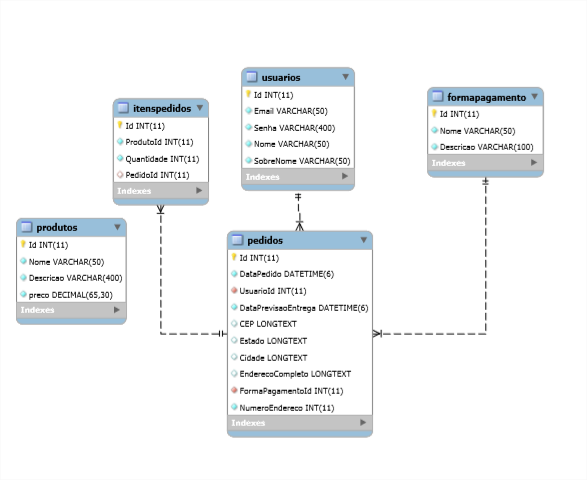 usuarios
Id INT(11)
Email VARCHAR(50)
Senha VARCHAR(400)
Nome VARCHAR(50)
SobreNome VARCHAR(50)
Indexes
itenspedidos
Id INT(11)
ProdutoId INT(11)
Quantidade INT(11)
PedidoId INT(11)
Indexes
formapagamento
Id INT(11)
Nome VARCHAR(50)
Descricao VARCHAR(100)
Indexes
produtos
Id INT(11)
Nome VARCHAR(50)
Descricao VARCHAR(400)
preco DECIMAL(65,30)
Indexes
pedidos
Id INT(11)
DataPedido DATETIME(6)
UsuarioId INT(11)
DataPrevisaoEntrega DATETIME(6)
CEP LONGTEXT
Estado LONGTEXT
Cidade LONGTEXT
EnderecoCompleto LONGTEXT
FormaPagamentoId INT(11)
NumeroEndereco INT(11)
Indexes